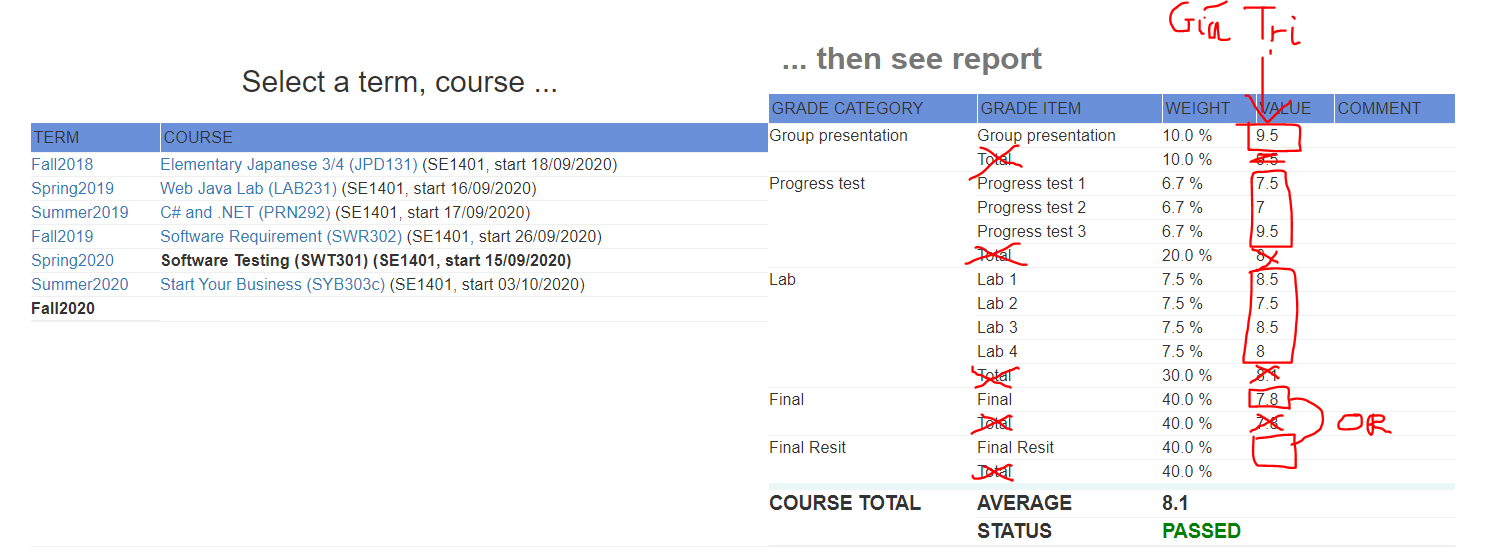 Select a term, course ...
TERM COURSE
Fall2018 Elementary Japanese 3/4 (JPD131) (SE1401, start 18/09/2020)
Spring2019 Web Java Lab (LAB231) (SE1401, start 16/09/2020)
Summer2019 C# and .NET (PRN292) (SE1401, start 17/09/2020)
Fall2019 Software Requirement (SWR302) (SE1401, start 26/09/2020)
Spring2020 Software Testing (SWT301) (SE1401, start 15/09/2020)
Summer2020 Start Your Business (SYB303c) (SE1401, start 03/10/2020)
Fall2020
Giá Trị
... then see report
GRADE CATEGORY GRADE ITEM WEIGHT VALUE COMMENT
Group presentation Group presentation 10.0 % 9.5
Total 10.0 % 9.5
Progress test Progress test 1 6.7 % 7.5
Progress test 2 6.7 % 7
Progress test 3 6.7 % 9.5
Total 20.0 % 8
Lab Lab 1 7.5 % 8.5
Lab 2 7.5 % 7.5
Lab 3 7.5 % 8.5
Lab 4 7.5 % 8
Total 30.0 % 8.1
Final Final 40.0 % 7.8
Total 40.0 % 7.8 OR
Final Resit Final Resit 40.0 %
Total 40.0 %
COURSE TOTAL AVERAGE 8.1
STATUS PASSED